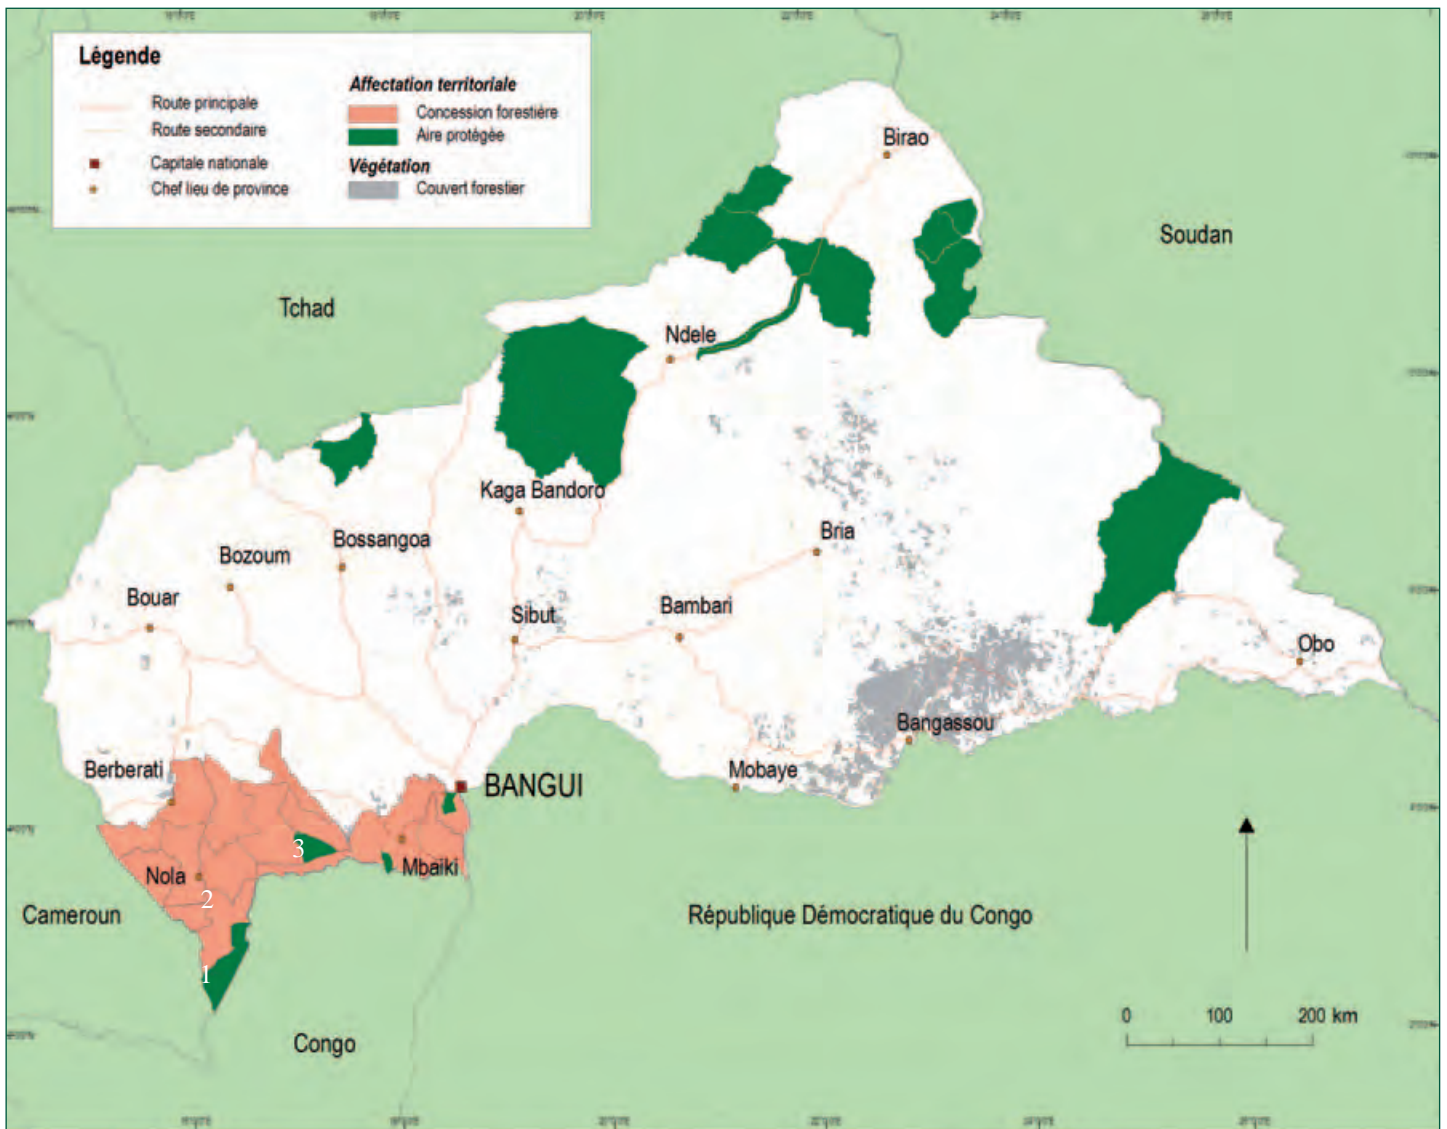 Légende
Route principale
Route secondaire
Capitale nationale
Chef lieu de province
Affectation territoriale
Concession forestière
Aire protégée
Végétation
Couvert forestier
Birao
Soudan
Tchad
Ndele
Kaga Bandoro
Bossangoa
Bria
Bozoum
Bouar
Sibut
Bambari
Obo
Bangassou
Berberati
BANGUI
Mobaye
3
Mbaïki
Nola
2
Cameroun
République Démocratique du Congo
1
0 100 200 km
Congo